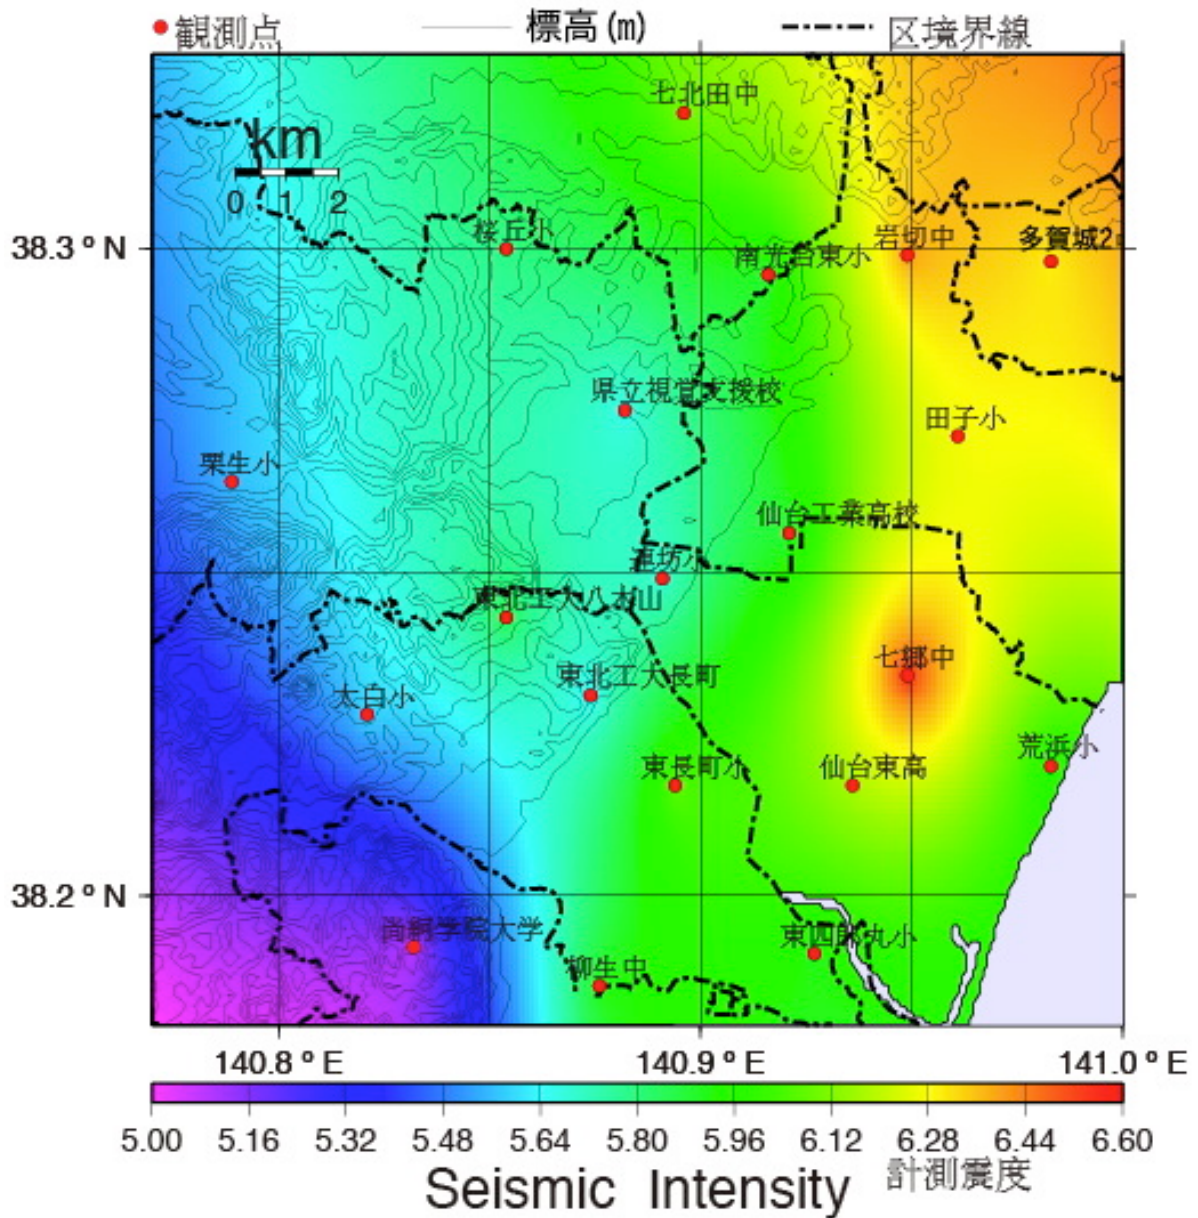 観測点 標高(m) 区境界線
七北田中
km
0 1 2
桜丘小
岩切中
多賀城2
38.3°N
南光台東小
県立視覚支援校
田子小
栗生小
仙台工業高校
連坊小
東北工大八木山
七郷中
東北工大長町
太白小
荒浜小
東長町小
仙台東高
38.2°N
尚絅学院大学
東四郎丸小
柳生中
140.8°E 140.9°E 141.0°E
5.00 5.16 5.32 5.48 5.64 5.80 5.96 6.12 6.28 6.44 6.60
Seismic Intensity 計測震度